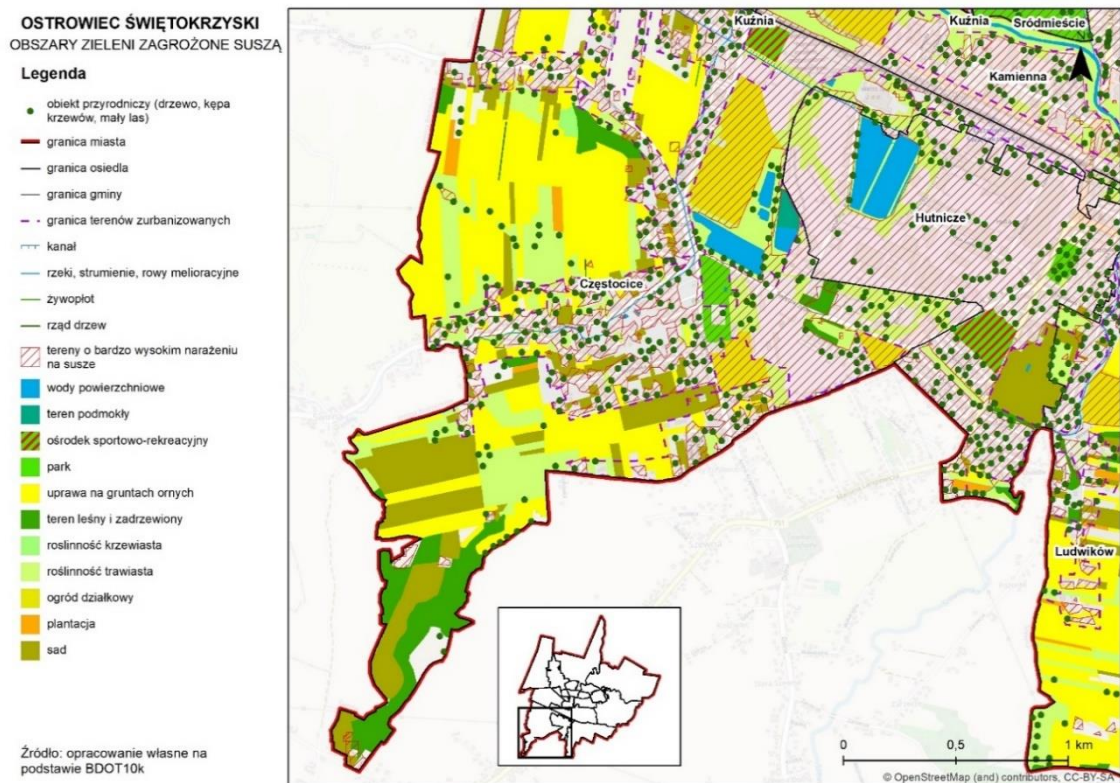 OSTROWIEC ŚWIĘTOKRZYSKI
OBSZARY ZIELENI ZAGROŻONE SUSZĄ
Legenda
obiekt przyrodniczy (drzewo, kępa
krzewów, mały las)
granica miasta
granica osiedla
granica gminy
granica terenów zurbanizowanych
kanał
rzeki, strumienie, rowy melioracyjne
żywopłot
rząd drzew
tereny o bardzo wysokim narażeniu
na susze
wody powierzchniowe
teren podmokły
ośrodek sportowo-rekreacyjny
park
uprawa na gruntach ornych
teren leśny i zadrzewiony
roslinność krzewiasta
roślinność trawiasta
ogród działkowy
plantacja
sad
Źródło: opracowanie własne na
podstawie BDOT10k
Kuźnia
Kuźnia
Śródmieście
Kamienna
Hutnicze
Częstocice
Ludwików
0 0,5 1 km
© OpenStreetMap (and) contributors, CC-BY-SA